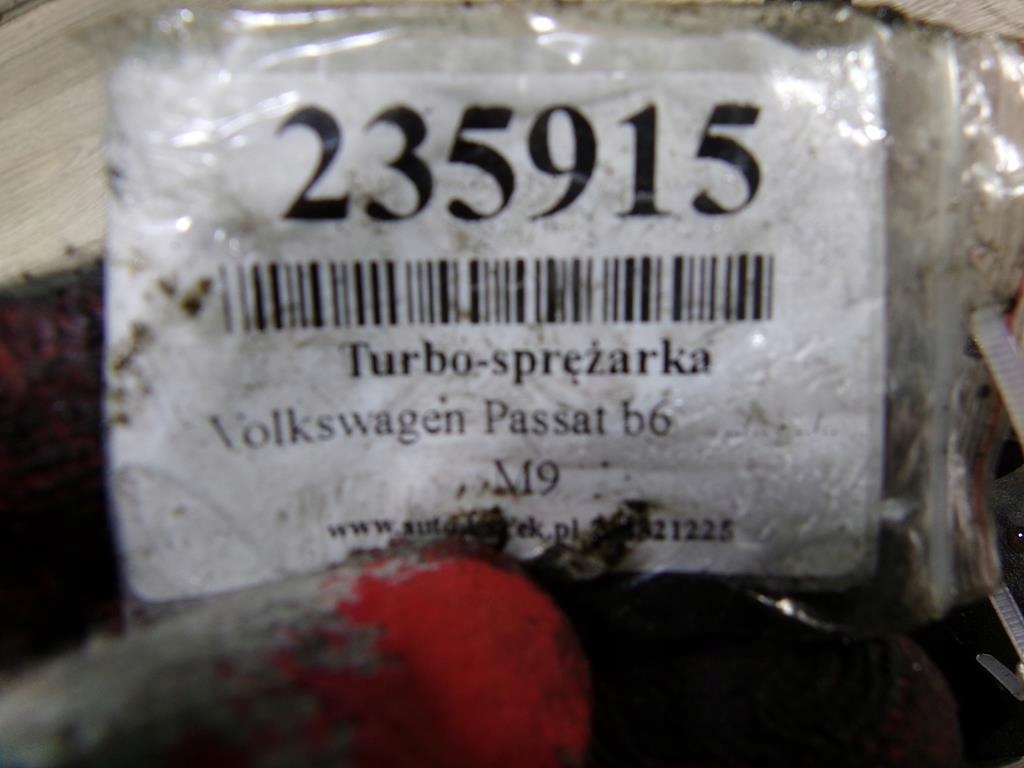 235915
Turbo-sprężarka
Volkswagen Passat b6
M9